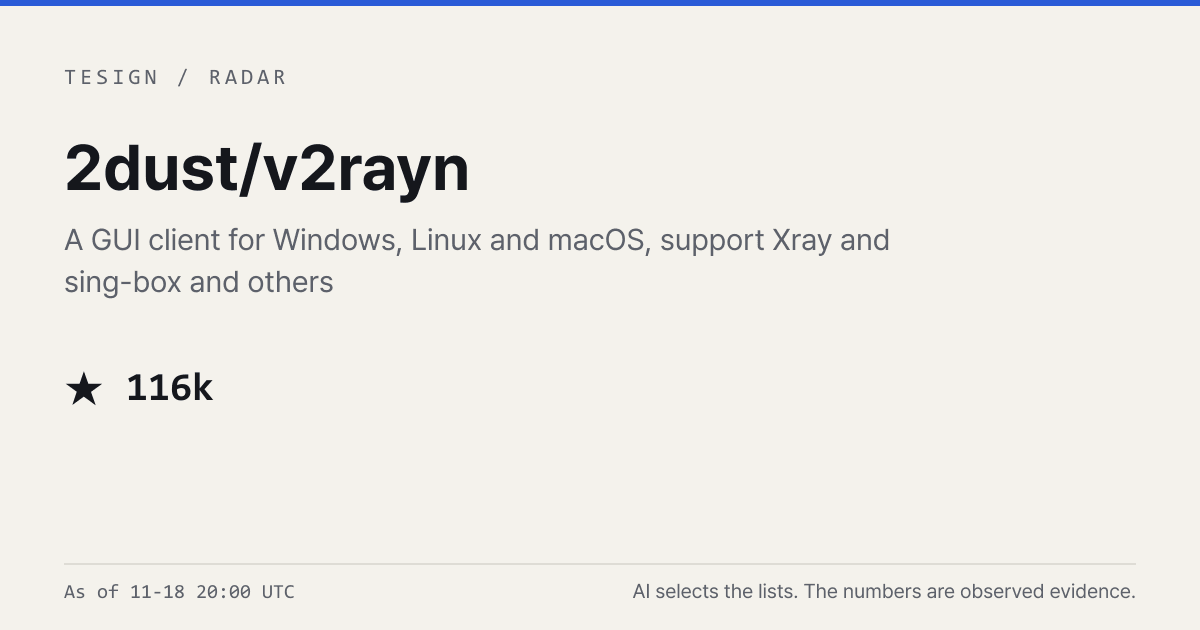 TESIGN / RADAR
2dust/v2rayn
A GUI client for Windows, Linux and macOS, support Xray and
sing-box and others
★ 116k
As of 11-18 20:00 UTC
AI selects the lists. The numbers are observed evidence.